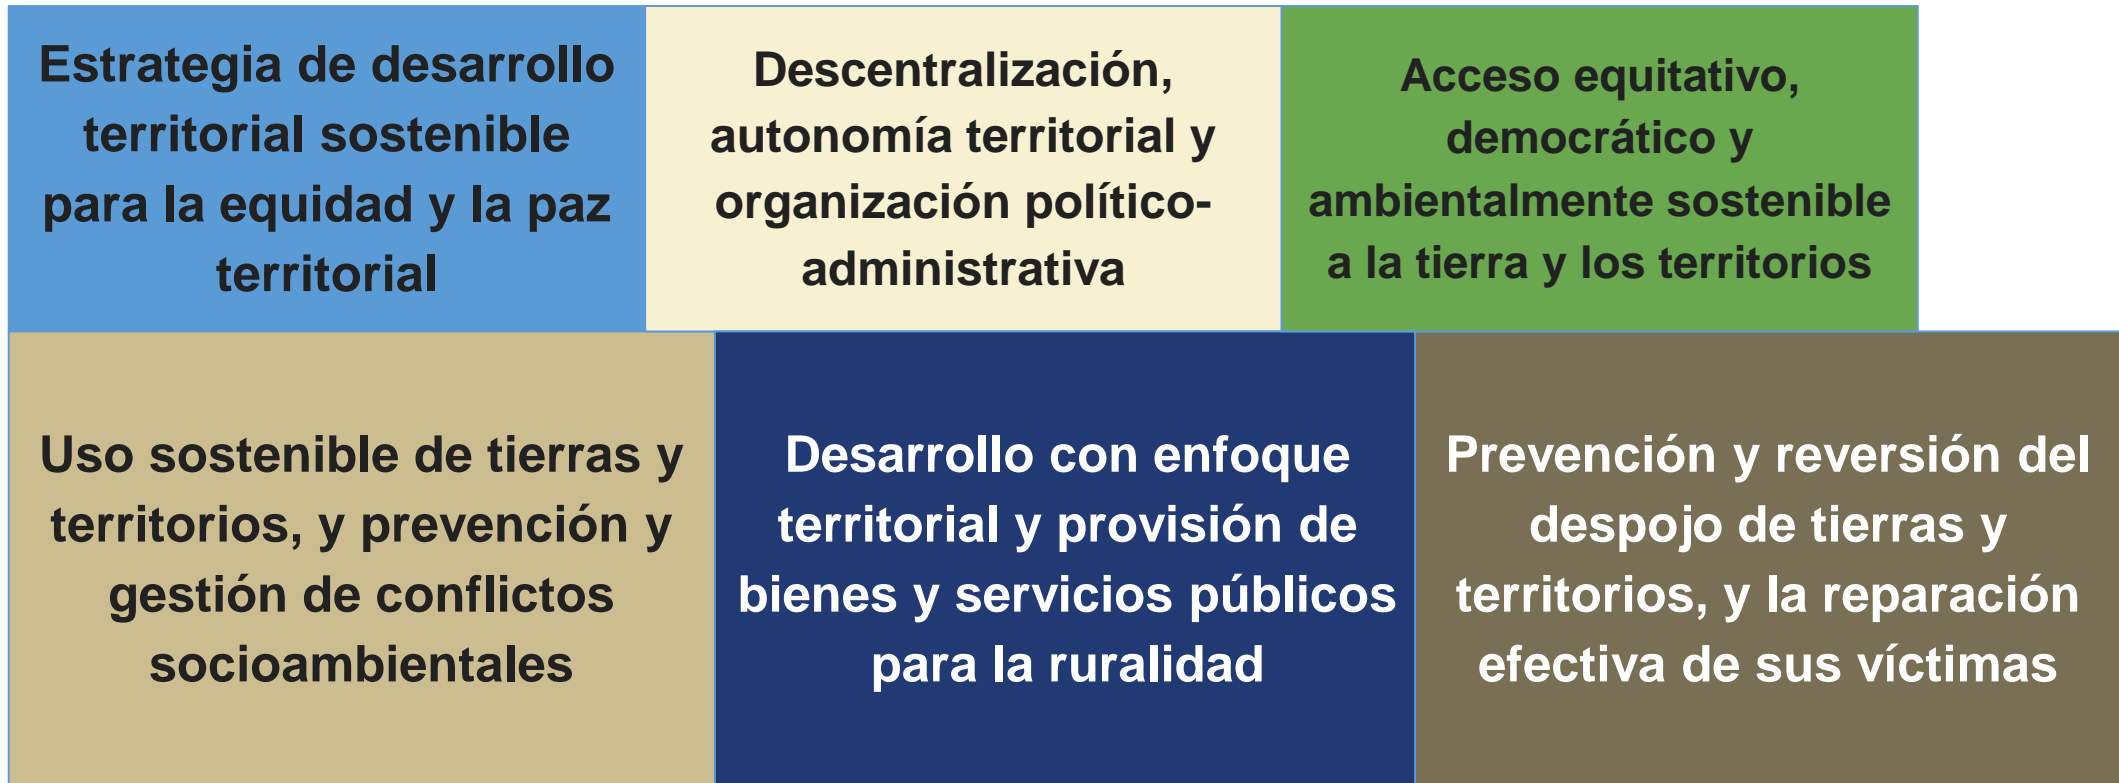 Estrategia de desarrollo
territorial sostenible
para la equidad y la paz
territorial
Descentralización,
autonomía territorial y
organización político-
administrativa
Acceso equitativo,
democrático y
ambientalmente sostenible
a la tierra y los territorios
Uso sostenible de tierras y
territorios, y prevención y
gestión de conflictos
socioambientales
Desarrollo con enfoque
territorial y provisión de
bienes y servicios públicos
para la ruralidad
Prevención y reversión del
despojo de tierras y
territorios, y la reparación
efectiva de sus víctimas